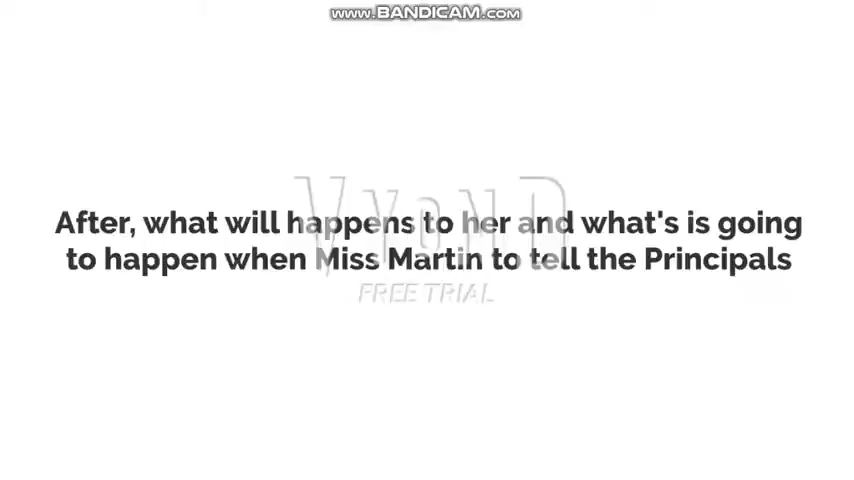 www.BANDICAM.com
After, what will happens to her and what's is going
to happen when Miss Martin to tell the Principals
VYOND
FREE TRIAL